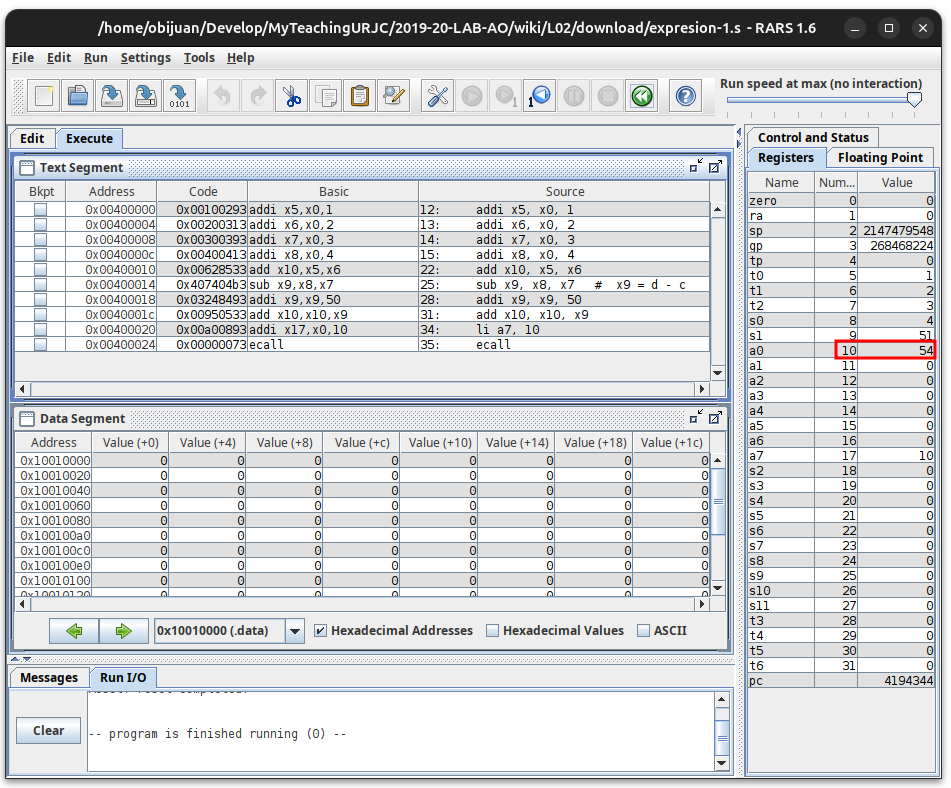 /home/obijuan/Develop/MyTeachingURJC/2019-20-LAB-AO/wiki/L02/download/expresion-1.s - RARS 1.6
File Edit Run Settings Tools Help
Run speed at max (no interaction)
Edit Execute
Text Segment
Bkpt Address Code Basic Source
0x00400000 0x00100293 addi x5,x0,1 12: addi x5, x0, 1
0x00400004 0x00200313 addi x6,x0,2 13: addi x6, x0, 2
0x00400008 0x00300393 addi x7,x0,3 14: addi x7, x0, 3
0x0040000c 0x00400413 addi x8,x0,4 15: addi x8, x0, 4
0x00400010 0x00628533 add x10,x5,x6 22: add x10, x5, x6
0x00400014 0x407404b3 sub x9,x8,x7 25: sub x9, x8, x7 # x9 = d - c
0x00400018 0x03248493 addi x9,x9,50 28: addi x9, x9, 50
0x0040001c 0x00950533 add x10,x10,x9 31: add x10, x10, x9
0x00400020 0x00a00893 addi x17,x0,10 34: li a7, 10
0x00400024 0x00000073 ecall 35: ecall
Data Segment
Address Value (+0) Value (+4) Value (+8) Value (+c) Value (+10) Value (+14) Value (+18) Value (+1c)
0x10010000 0 0 0 0 0 0 0 0
0x10010020 0 0 0 0 0 0 0 0
0x10010040 0 0 0 0 0 0 0 0
0x10010060 0 0 0 0 0 0 0 0
0x10010080 0 0 0 0 0 0 0 0
0x100100a0 0 0 0 0 0 0 0 0
0x100100c0 0 0 0 0 0 0 0 0
0x100100e0 0 0 0 0 0 0 0 0
0x10010100 0 0 0 0 0 0 0 0
0x10010120 0 0 0 0 0 0 0 0
0x10010000 (.data) Hexadecimal Addresses Hexadecimal Values ASCII
Messages Run I/O
Clear
-- program is finished running (0) --
Control and Status
Registers Floating Point
Name Num... Value
zero 0 0
ra 1 0
sp 2 2147479548
gp 3 268468224
tp 4 0
t0 5 1
t1 6 2
t2 7 3
s0 8 4
s1 9 51
a0 10 54
a1 11 0
a2 12 0
a3 13 0
a4 14 0
a5 15 0
a6 16 0
a7 17 10
s2 18 0
s3 19 0
s4 20 0
s5 21 0
s6 22 0
s7 23 0
s8 24 0
s9 25 0
s10 26 0
s11 27 0
t3 28 0
t4 29 0
t5 30 0
t6 31 0
pc 4194344